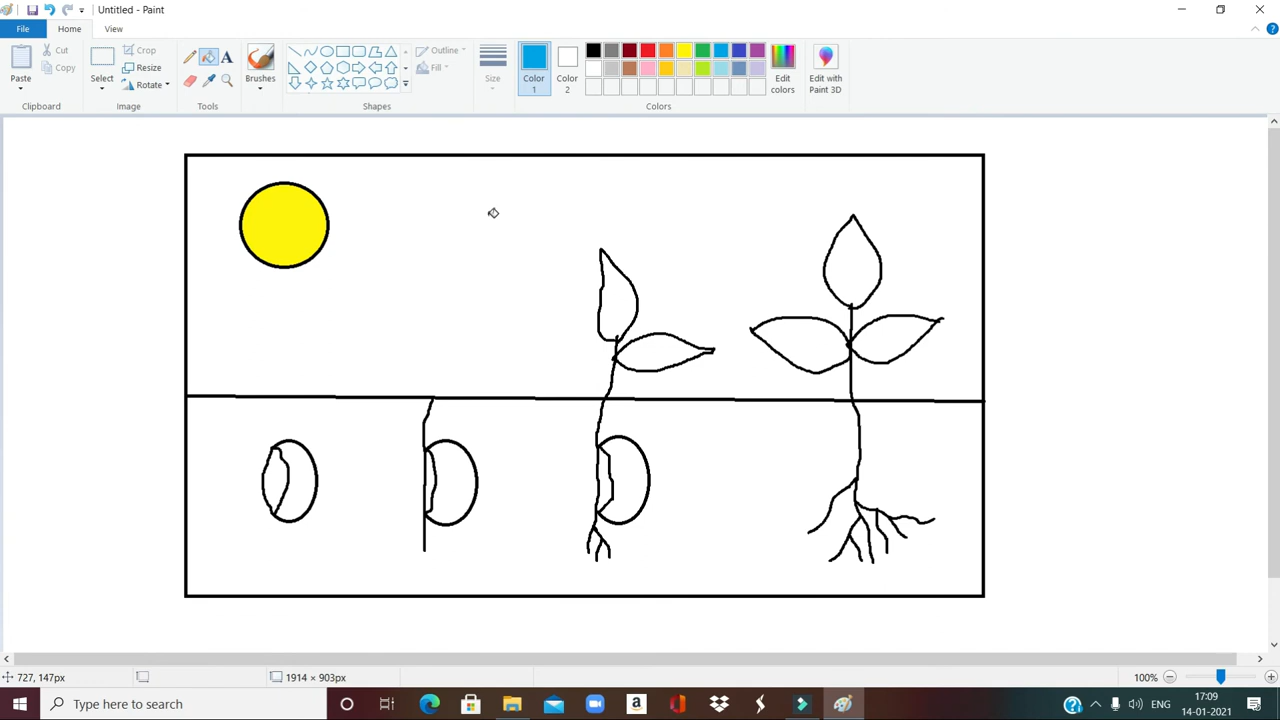 Untitled - Paint
File
Home
View
Paste
Cut
Copy
Clipboard
Select
Crop
Resize
Rotate
Image
A
Tools
Brushes
Outline
Fill
Shapes
Size
Color
1
Color
2
Edit
colors
Colors
Edit with
Paint 3D
727, 147px
1914 × 903px
100%
Type here to search
ENG
17:09
14-01-2021